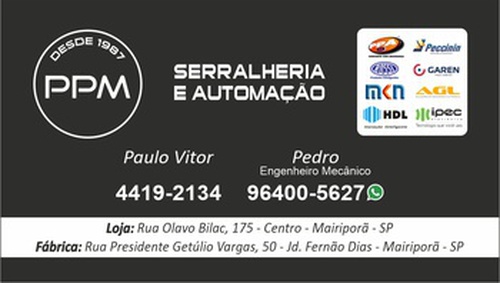 DESDE 1987
PPM
SERRALHERIA
E AUTOMAÇÃO
PPA
Peccinin
GAREN
MKN
AGL
HDL
ipec
Paulo Vitor
Pedro
Engenheiro Mecânico
4419-2134
96400-5627
Loja: Rua Olavo Bilac, 175 - Centro - Mairiporã - SP
Fábrica: Rua Presidente Getúlio Vargas, 50 - Jd. Fernão Dias - Mairiporã - SP